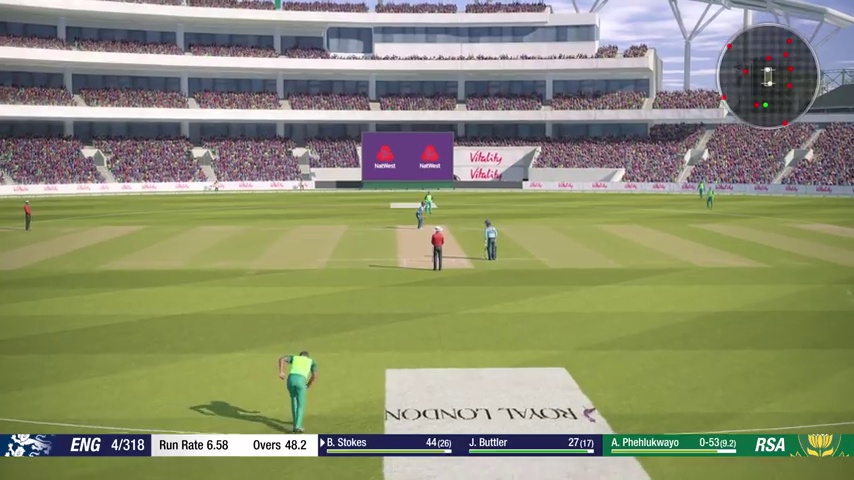 NatWest NatWest
Vitality
Vitality
ROYAL LONDON
ENG 4/318 Run Rate 6.58 Overs 48.2 B. Stokes 44(26) J. Buttler 27(17) A. Phehlukwayo 0-53(9.2) RSA